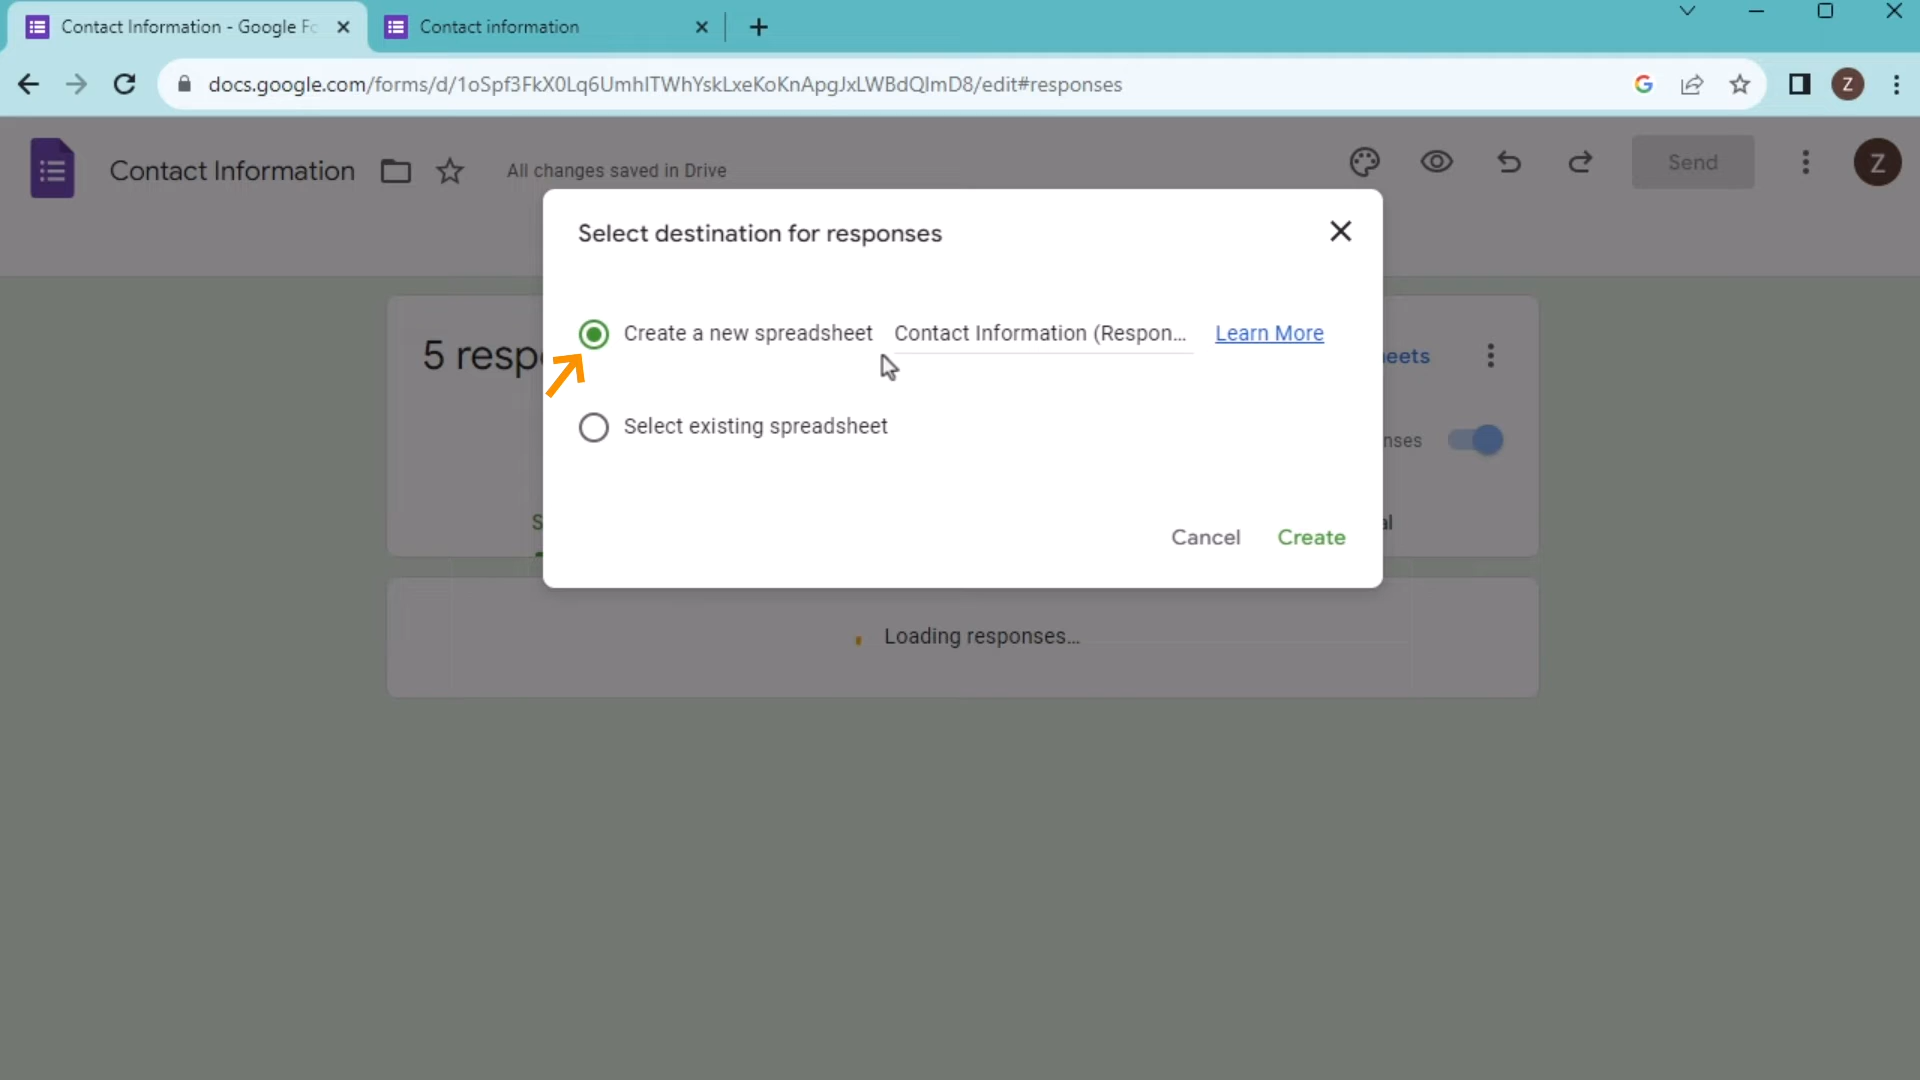 Contact Information - Google Fo
Contact information
docs.google.com/forms/d/1oSpf3FkX0Lq6UmhITWhYskLxeKoKnApgJxLWBdQImD8/edit#responses
Z
Contact Information
All changes saved in Drive
Send
Z
Select destination for responses
Create a new spreadsheet Contact Information (Respon... Learn More
5 resp
eets
Select existing spreadsheet
nses
S
al
Cancel Create
Loading responses...